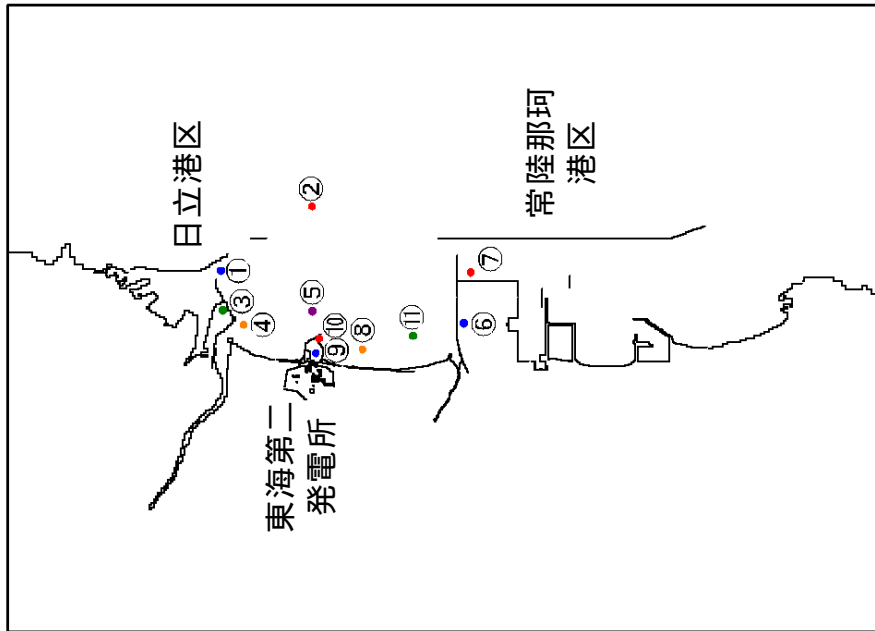 日立港区
常陸那珂
港区
東海第二
発電所
①
②
③
④
⑤
⑥
⑦
⑧
⑨
⑩
⑪